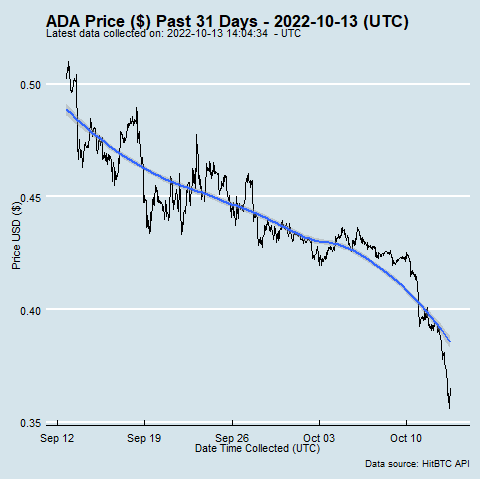 ADA Price ($) Past 31 Days - 2022-10-13 (UTC)
Latest data collected on: 2022-10-13 14:04:34 - UTC
0.50
0.45
0.40
0.35
Price USD ($)
Sep 12 Sep 19 Sep 26 Oct 03 Oct 10
Date Time Collected (UTC)
Data source: HitBTC API